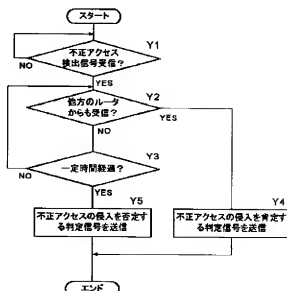 スタート
Y1
不正アクセス
検出信号受信?
NO
YES
Y2
他方のルータ
からも受信?
YES
NO
Y3
一定時間経過?
NO
YES
Y5
不正アクセスの侵入を否定す
る判定信号を送信
Y4
不正アクセスの侵入を肯定す
る判定信号を送信
エンド